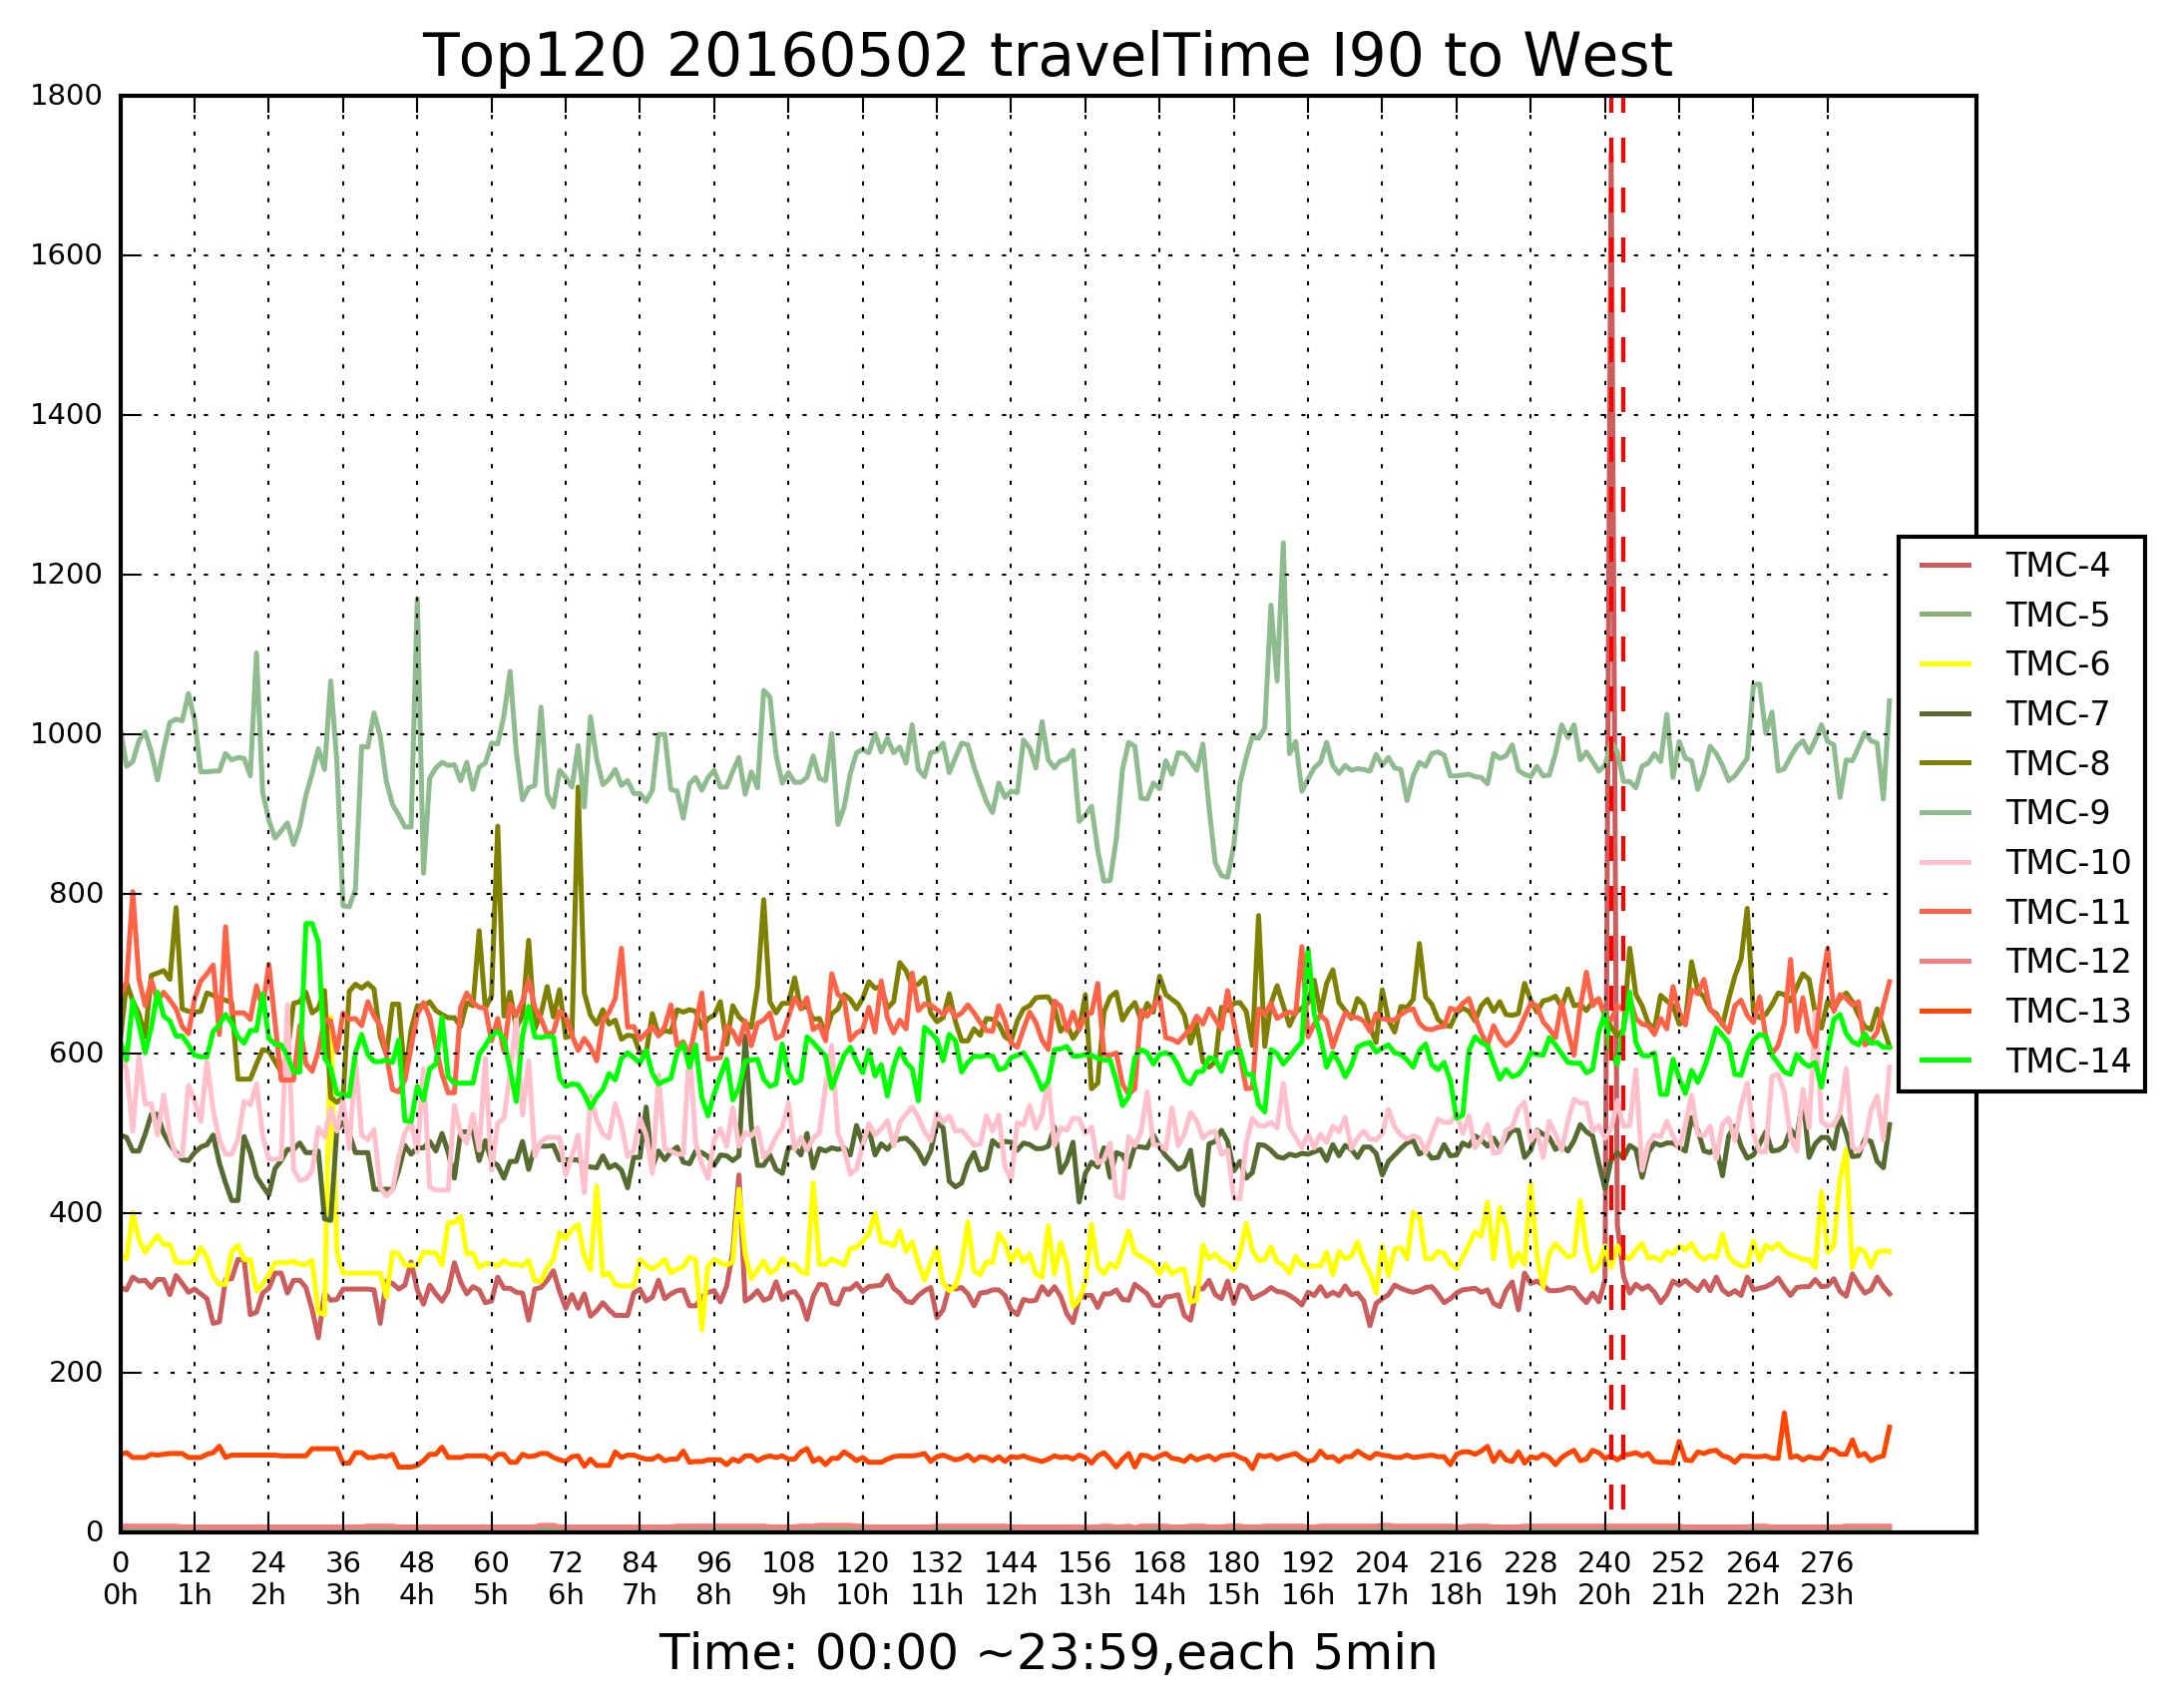 Top120 20160502 travelTime I90 to West
1800
1600
1400
1200
1000
800
600
400
200
0
TMC-4
TMC-5
TMC-6
TMC-7
TMC-8
TMC-9
TMC-10
TMC-11
TMC-12
TMC-13
TMC-14
0 12 24 36 48 60 72 84 96 108 120 132 144 156 168 180 192 204 216 228 240 252 264 276
0h 1h 2h 3h 4h 5h 6h 7h 8h 9h 10h 11h 12h 13h 14h 15h 16h 17h 18h 19h 20h 21h 22h 23h
Time: 00:00 ~23:59,each 5min